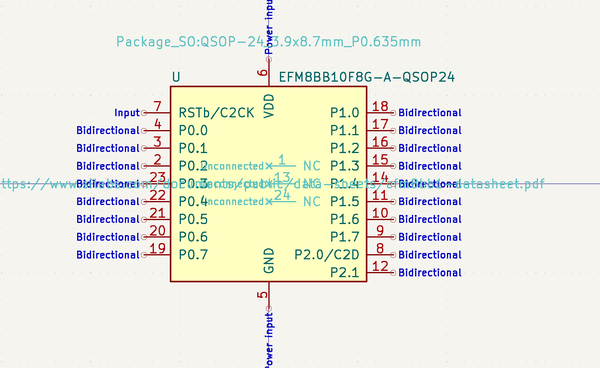 Power input
Package_SO:QSOP-24_3.9x8.7mm_P0.635mm
U EFM8BB10F8G-A-QSOP24
6
VDD
Input 7 RSTb/C2CK P1.0 18 Bidirectional
Bidirectional 4 P0.0 P1.1 17 Bidirectional
Bidirectional 3 P0.1 P1.2 16 Bidirectional
Bidirectional 2 P0.2 Unconnected 1 NC P1.3 15 Bidirectional
Bidirectional 23 P0.3 13 NC P1.4 14 Bidirectional
Bidirectional 22 P0.4 Unconnected 24 NC P1.5 11 Bidirectional
Bidirectional 21 P0.5 P1.6 10 Bidirectional
Bidirectional 20 P0.6 P1.7 9 Bidirectional
Bidirectional 19 P0.7 P2.0/C2D 8 Bidirectional
GND P2.1 12 Bidirectional
5
Power input